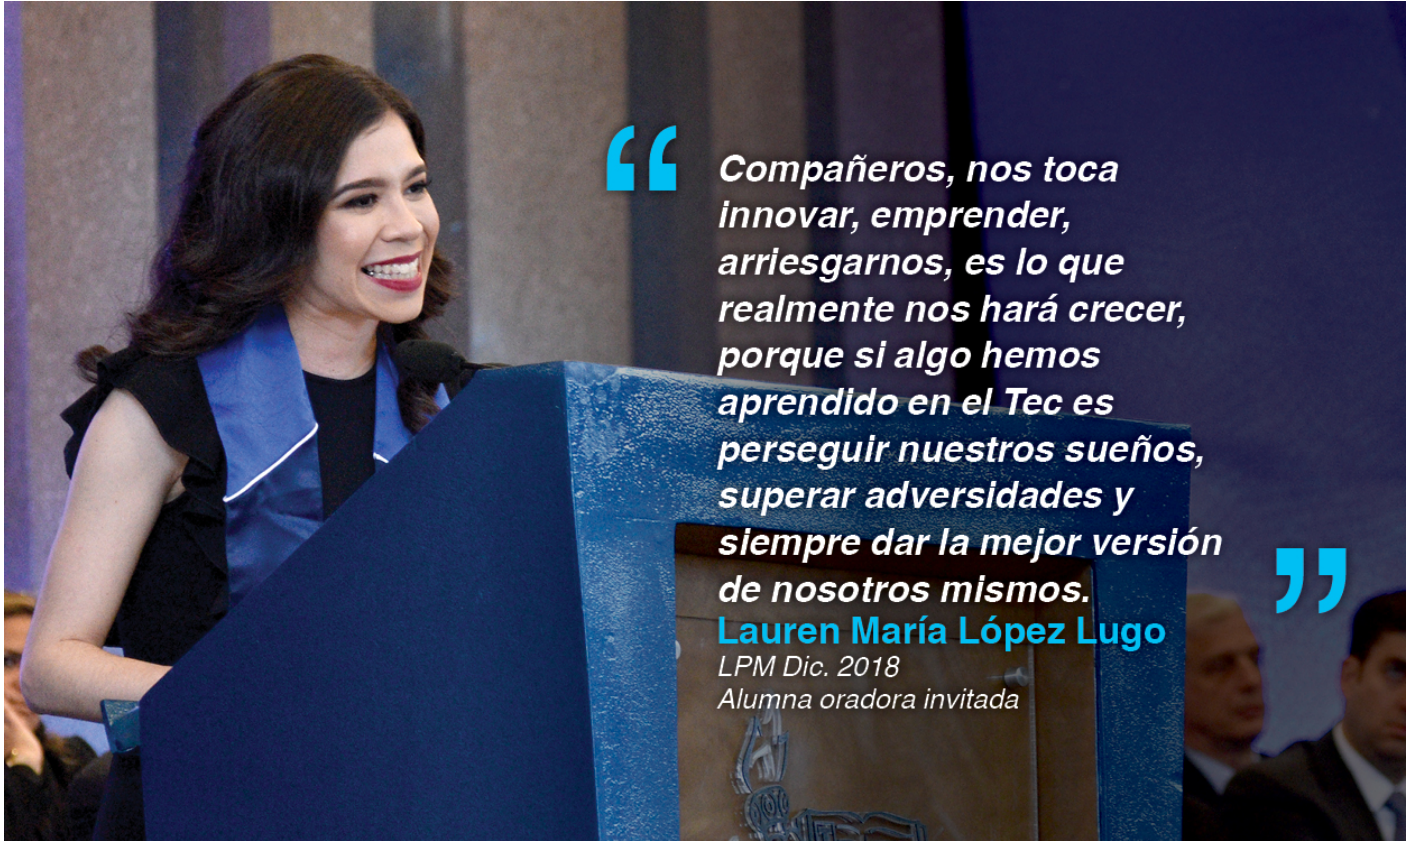 “
Compañeros, nos toca
innovar, emprender,
arriesgarnos, es lo que
realmente nos hará crecer,
porque si algo hemos
aprendido en el Tec es
perseguir nuestros sueños,
superar adversidades y
siempre dar la mejor versión
de nosotros mismos.
”
Lauren María López Lugo
LPM Dic. 2018
Alumna oradora invitada